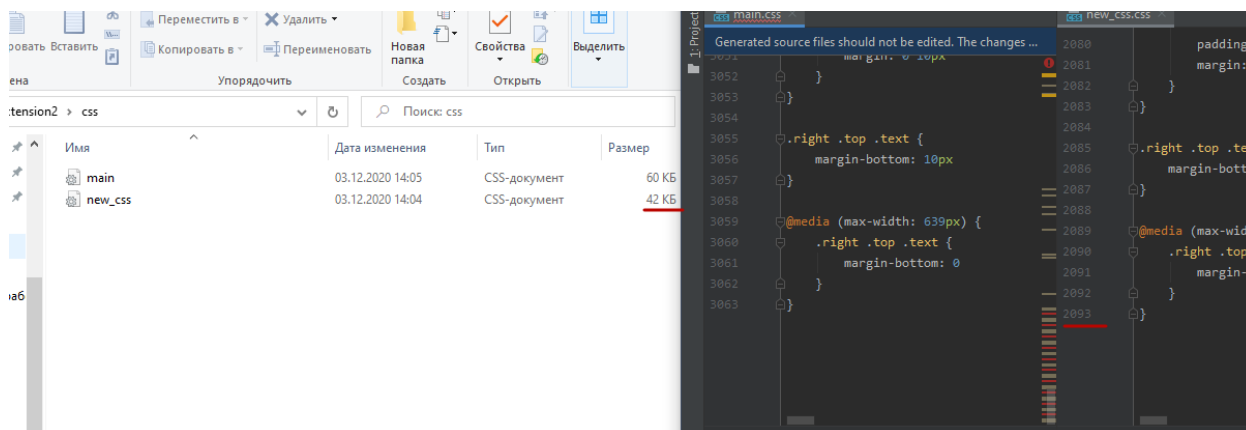 Переместить в
Удалить
ровать Вставить
Копировать в
Переименовать
Новая
папка
Свойства
Выделить
ена
Упорядочить
Создать
Открыть
tension2 > css
Поиск: css
Имя
Дата изменения
Тип
Размер
main
03.12.2020 14:05
CSS-документ
60 КБ
new_css
03.12.2020 14:04
CSS-документ
42 КБ
раб
1: Project
main.css
Generated source files should not be edited. The changes ...
3051 margin: 0 10px
3052 }
3053 }
3054
3055 .right .top .text {
3056 margin-bottom: 10px
3057 }
3058
3059 @media (max-width: 639px) {
3060 .right .top .text {
3061 margin-bottom: 0
3062 }
3063 }
new_css.css
2080 padding
2081 margin:
2082 }
2083 }
2084
2085 .right .top .te
2086 margin-bott
2087 }
2088
2089 @media (max-wid
2090 .right .top
2091 margin-
2092 }
2093 }